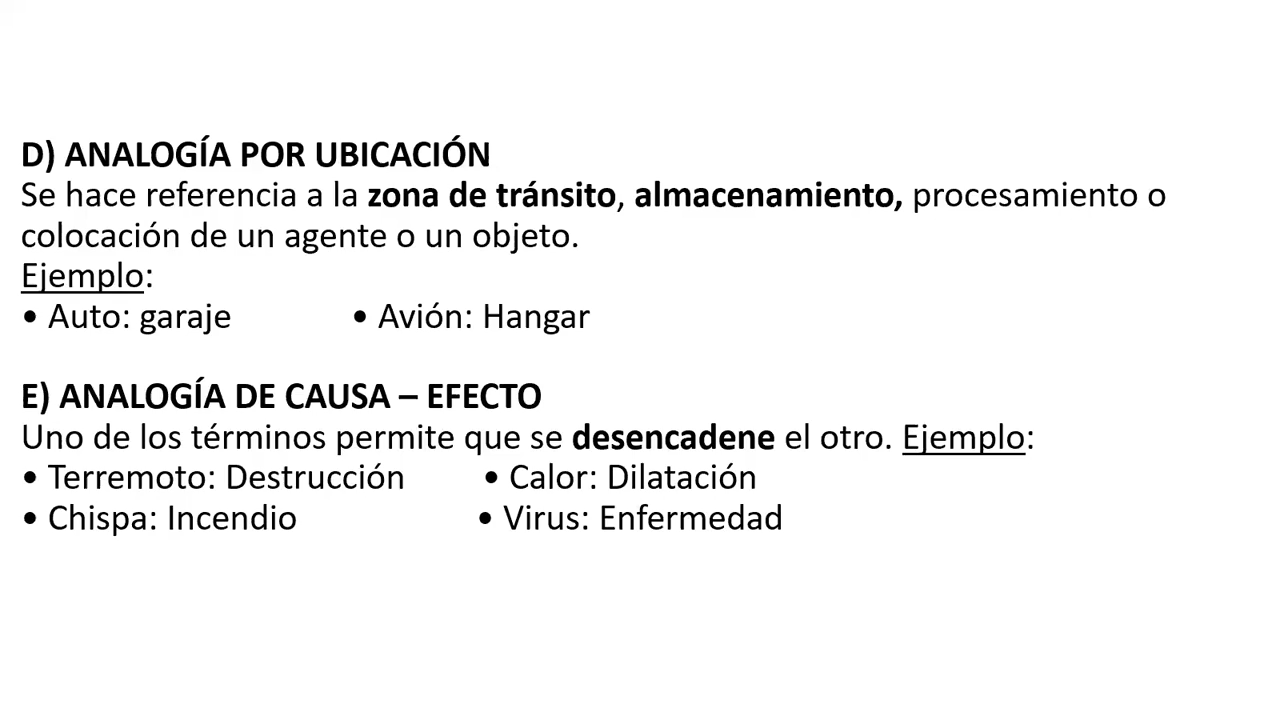 D) ANALOGÍA POR UBICACIÓN
Se hace referencia a la zona de tránsito, almacenamiento, procesamiento o
colocación de un agente o un objeto.
Ejemplo:
• Auto: garaje • Avión: Hangar
E) ANALOGÍA DE CAUSA – EFECTO
Uno de los términos permite que se desencadene el otro. Ejemplo:
• Terremoto: Destrucción • Calor: Dilatación
• Chispa: Incendio • Virus: Enfermedad